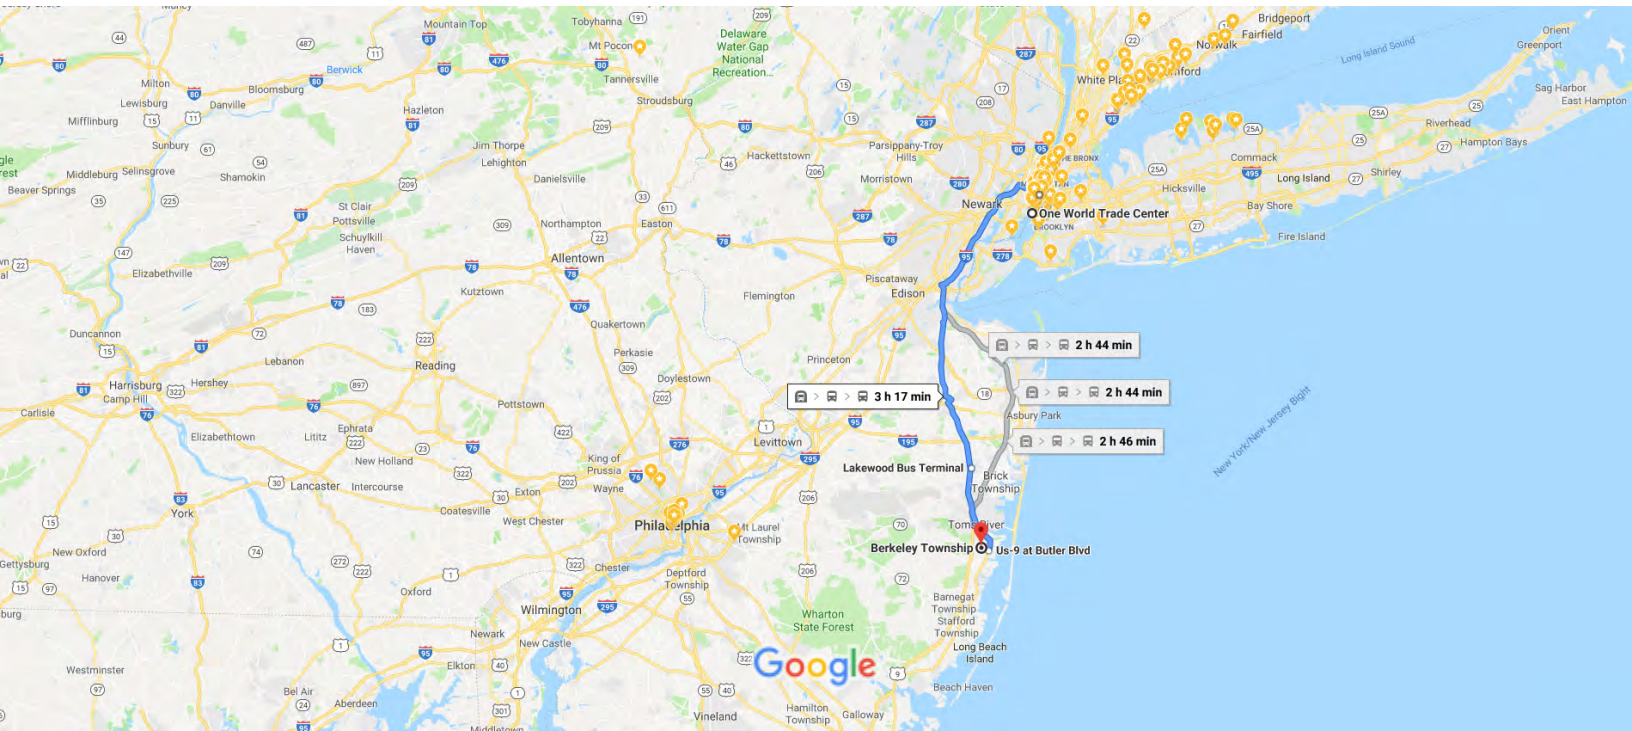 Muncy
Mountain Top
Tobyhanna
Delaware
Water Gap
National
Recreation...
Bridgeport
Fairfield
Norwalk
Orient
Greenport
Long Island Sound
Mt Pocono
Berwick
Milton
Bloomsburg
Tannersville
White Pla
mford
Sag Harbor
East Hampton
Lewisburg
Danville
Hazleton
Stroudsburg
Mifflinburg
Riverhead
Hampton Bays
Sunbury
Jim Thorpe
Lehighton
Hackettstown
Parsippany-Troy
Hills
HE BRONX
Commack
Middleburg
Selinsgrove
Shamokin
Danielsville
Morristown
Long Island
Shirley
Beaver Springs
Hicksville
St Clair
Pottsville
Schuylkill
Haven
Northampton
Easton
Newark
One World Trade Center
BROOKLYN
Bay Shore
Fire Island
Elizabethville
Allentown
Kutztown
Piscataway
Edison
Flemington
Duncannon
Quakertown
Perkasie
Princeton
2 h 44 min
Lebanon
Reading
Doylestown
Harrisburg
Camp Hill
Hershey
3 h 17 min
2 h 44 min
Carlisle
Pottstown
Asbury Park
New York/New Jersey Bight
Elizabethtown
Lititz
Ephrata
Levittown
2 h 46 min
New Holland
King of
Prussia
Wayne
Lakewood Bus Terminal
Brick
Township
Lancaster
Intercourse
Exton
Coatesville
West Chester
York
Philadelphia
Mt Laurel
Township
Toms River
New Oxford
Gettysburg
Hanover
Berkeley Township
Us-9 at Butler Blvd
Chester
Deptford
Township
Oxford
Wilmington
Barnegat
Township
Stafford
Township
Wharton
State Forest
Newark
New Castle
Long Beach
Island
Westminster
Elkton
Google
Beach Haven
Bel Air
Aberdeen
Vineland
Hamilton
Township
Galloway
Middletown